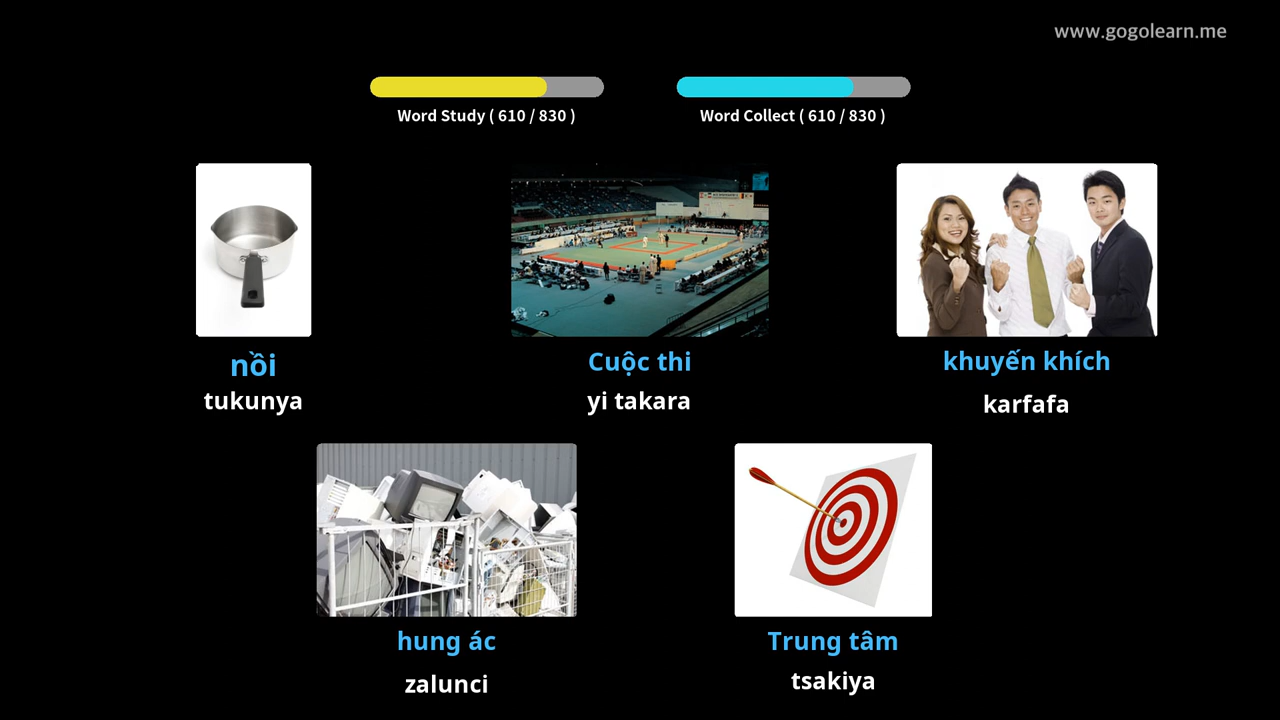 www.gogolearn.me
Word Study ( 610 / 830 )
Word Collect ( 610 / 830 )
nồi
tukunya
Cuộc thi
yi takara
khuyến khích
karfafa
hung ác
zalunci
Trung tâm
tsakiya